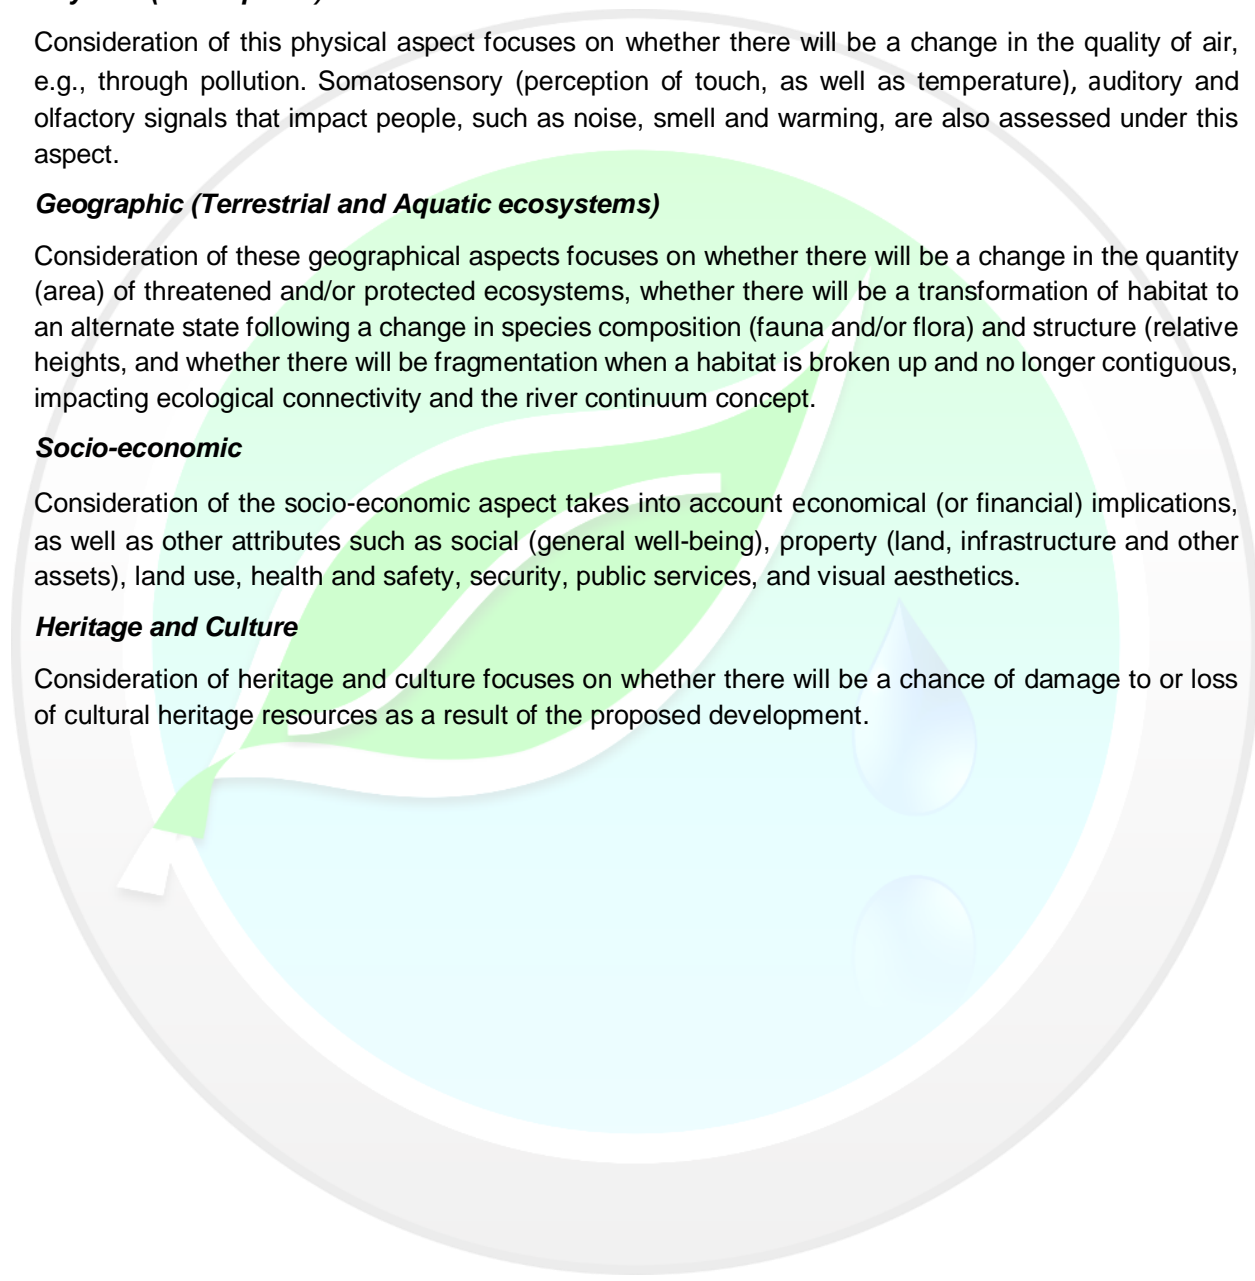 Consideration of this physical aspect focuses on whether there will be a change in the quality of air,
e.g., through pollution. Somatosensory (perception of touch, as well as temperature), auditory and
olfactory signals that impact people, such as noise, smell and warming, are also assessed under this
aspect.
Geographic (Terrestrial and Aquatic ecosystems)
Consideration of these geographical aspects focuses on whether there will be a change in the quantity
(area) of threatened and/or protected ecosystems, whether there will be a transformation of habitat to
an alternate state following a change in species composition (fauna and/or flora) and structure (relative
heights, and whether there will be fragmentation when a habitat is broken up and no longer contiguous,
impacting ecological connectivity and the river continuum concept.
Socio-economic
Consideration of the socio-economic aspect takes into account economical (or financial) implications,
as well as other attributes such as social (general well-being), property (land, infrastructure and other
assets), land use, health and safety, security, public services, and visual aesthetics.
Heritage and Culture
Consideration of heritage and culture focuses on whether there will be a chance of damage to or loss
of cultural heritage resources as a result of the proposed development.